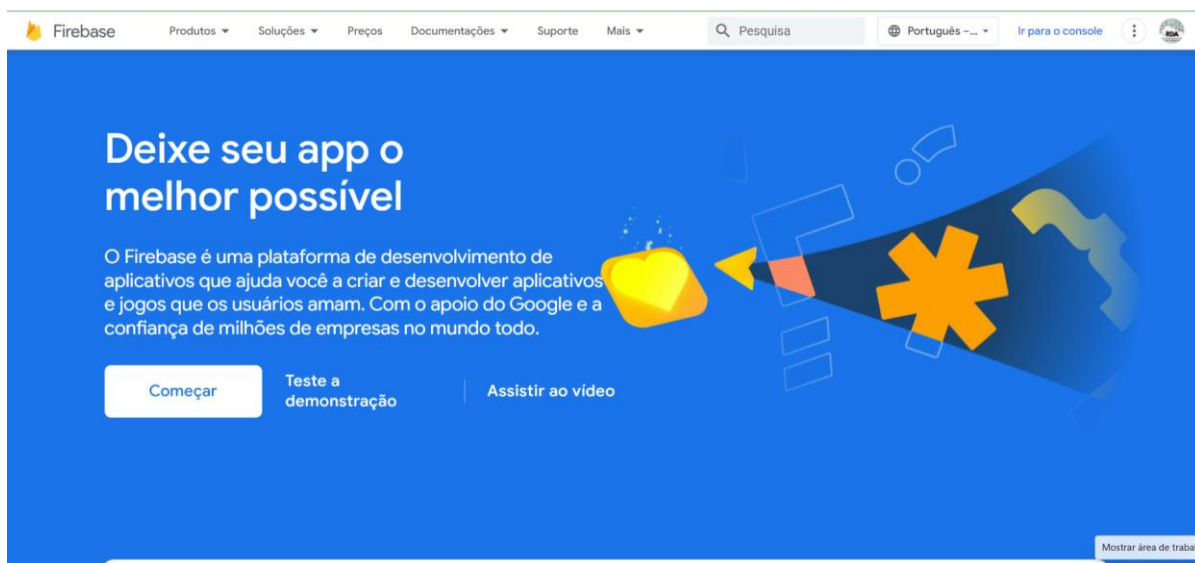 Firebase Produtos Soluções Preços Documentações Suporte Mais Pesquisa Português –... Ir para o console
RDA
Deixe seu app o
melhor possível
O Firebase é uma plataforma de desenvolvimento de
aplicativos que ajuda você a criar e desenvolver aplicativos
e jogos que os usuários amam. Com o apoio do Google e a
confiança de milhões de empresas no mundo todo.
Começar
Teste a
demonstração
Assistir ao vídeo
Mostrar área de traba